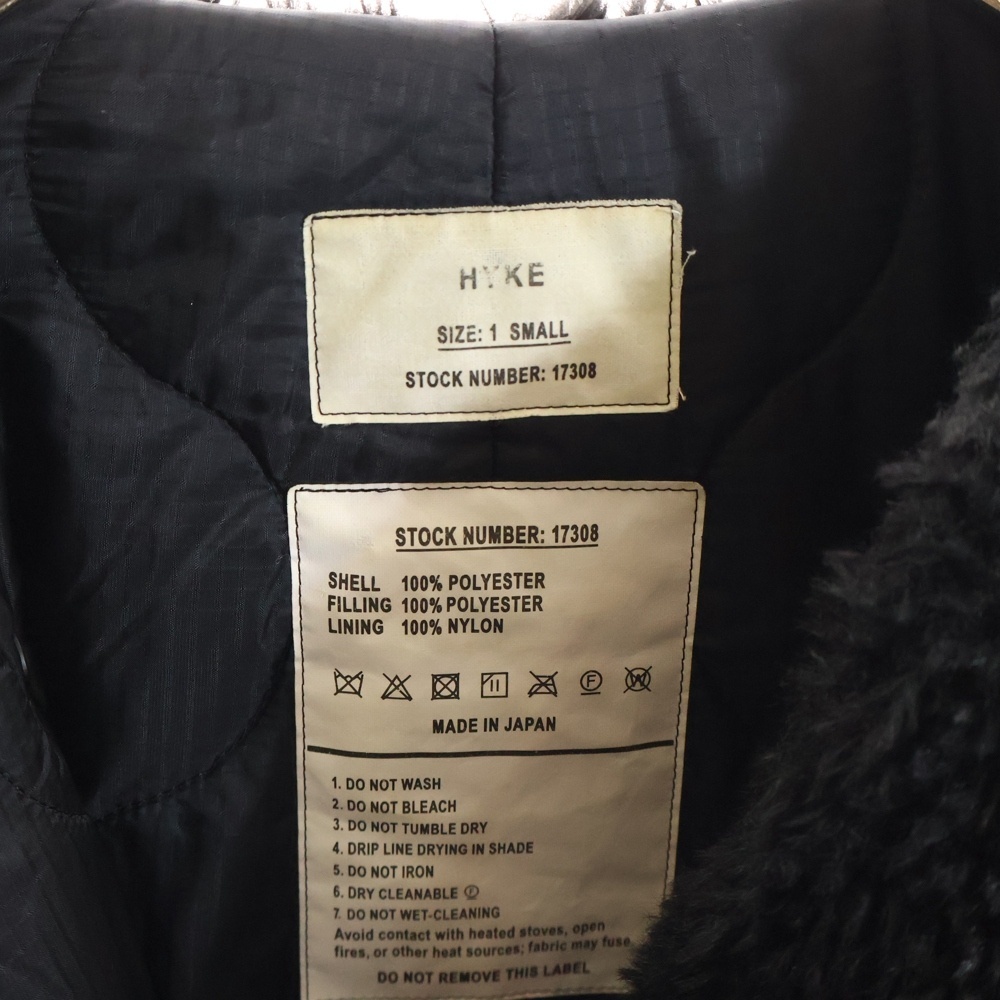 HYKE
SIZE: 1 SMALL
STOCK NUMBER: 17308
STOCK NUMBER: 17308
SHELL 100% POLYESTER
FILLING 100% POLYESTER
LINING 100% NYLON
F W
MADE IN JAPAN
1. DO NOT WASH
2. DO NOT BLEACH
3. DO NOT TUMBLE DRY
4. DRIP LINE DRYING IN SHADE
5. DO NOT IRON
6. DRY CLEANABLE Ⓕ
7. DO NOT WET-CLEANING
Avoid contact with heated stoves, open
fires, or other heat sources; fabric may fuse
DO NOT REMOVE THIS LABEL